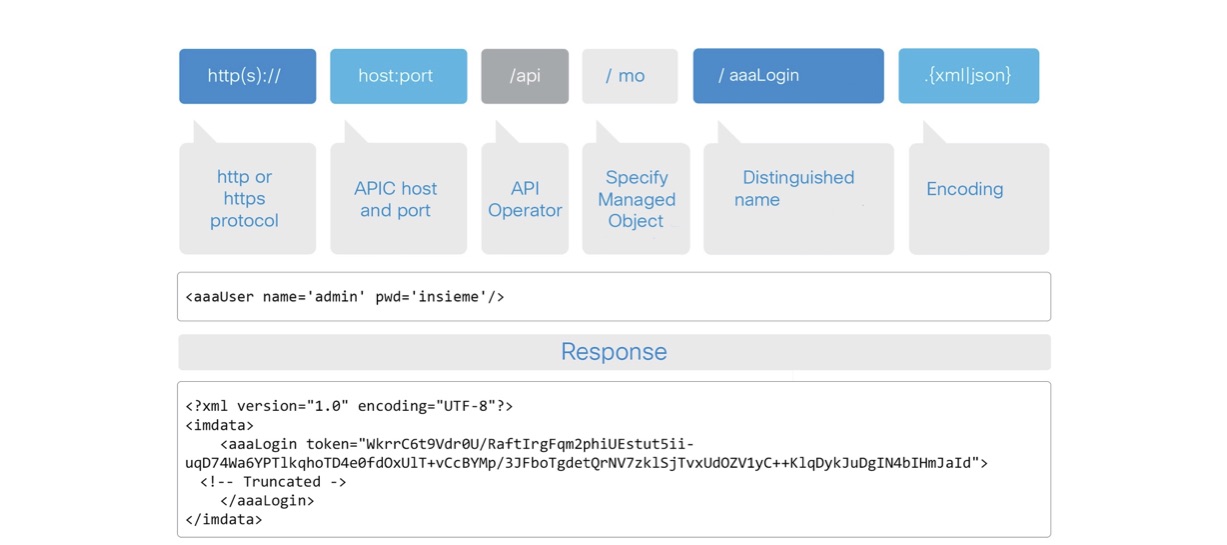 http(s)://
host:port
/api
/ mo
/ aaaLogin
.{xml|json}
http or
https
protocol
APIC host
and port
API
Operator
Specify
Managed
Object
Distinguished
name
Encoding
<aaaUser name='admin' pwd='insieme'/>
Response
<?xml version="1.0" encoding="UTF-8"?>
<imdata>
<aaaLogin token="WkrrC6t9Vdr0U/RaftIrgFqm2phiUEstut5ii-
uqD74Wa6YPTlkqhoTD4e0fdOxUlT+vCcBYMp/3JFboTgdetQrNV7zklSjTvxUdOZV1yC++KlqDykJuDgIN4bIHmJaId">
<!-- Truncated ->
</aaaLogin>
</imdata>